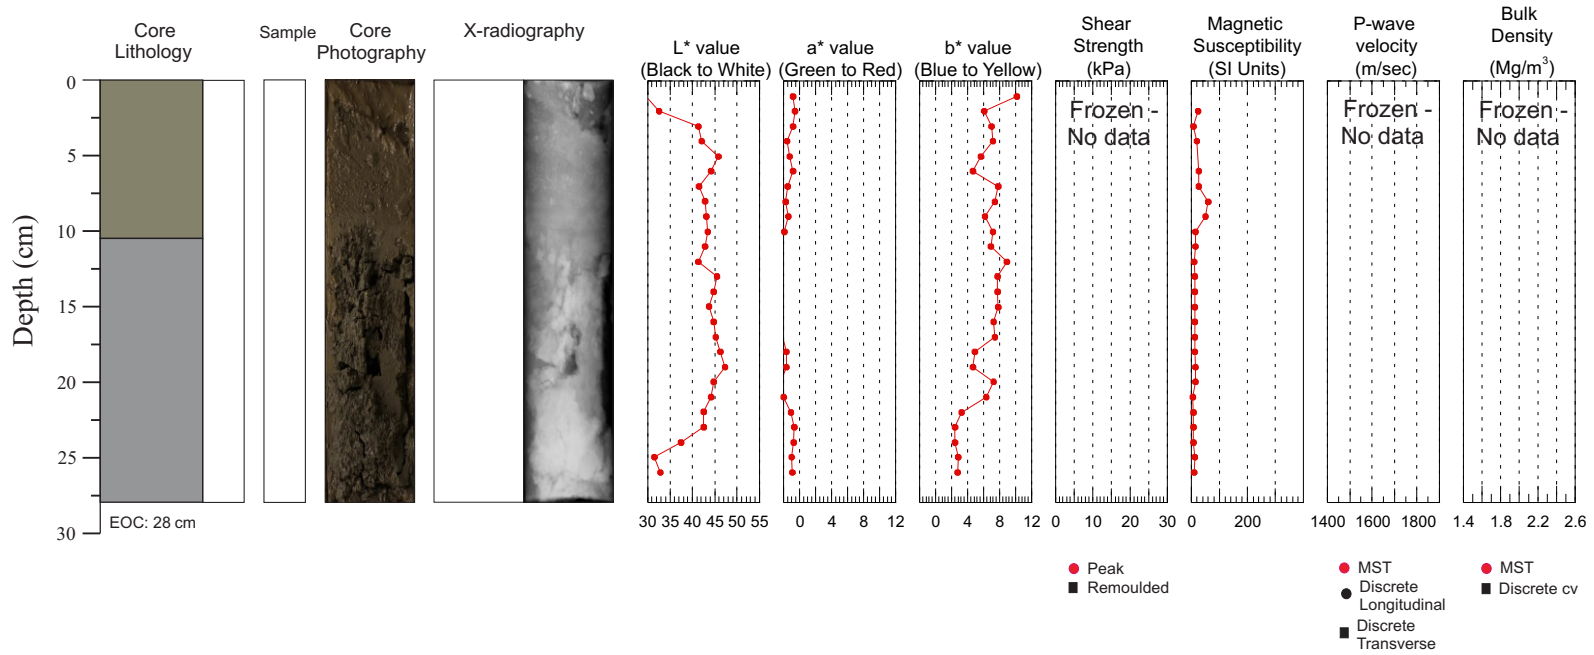 Core
Lithology
Sample
Core
Photography
X-radiography
L* value
(Black to White)
a* value
(Green to Red)
b* value
(Blue to Yellow)
Shear
Strength
(kPa)
Magnetic
Susceptibility
(SI Units)
P-wave
velocity
(m/sec)
Bulk
Density
(Mg/m³)
Depth (cm)
0
5
10
15
20
25
30
EOC: 28 cm
Frozen -
No data
Frozen -
No data
Frozen -
No data
30 35 40 45 50 55
0 4 8 12
0 4 8 12
0 10 20 30
0 200
1400 1600 1800
1.4 1.8 2.2 2.6
Peak
Remoulded
MST
Discrete
Longitudinal
Discrete
Transverse
MST
Discrete cv